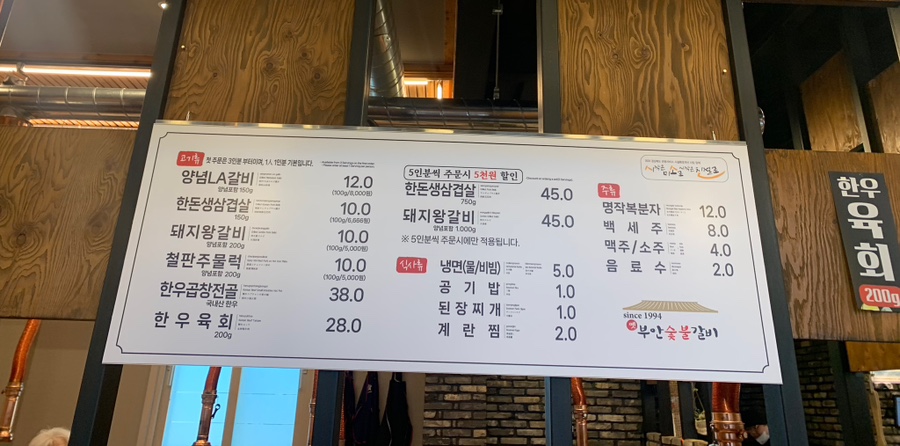 고기류 첫 주문은 3인분 부터이며, 1人 1인분 기본입니다.
양념LA갈비 12.0
양념포함 150g (100g/8,000원)
한돈생삼겹살 10.0
150g (100g/6,666원)
돼지왕갈비 10.0
양념포함 200g (100g/5,000원)
철판주물럭 10.0
양념포함 200g (100g/5,000원)
한우곱창전골 38.0
국내산 한우
한우육회 28.0
200g
5인분씩 주문시 5천원 할인
한돈생삼겹살 45.0
750g
돼지왕갈비 45.0
양념포함 1.000g
※ 5인분씩 주문시에만 적용됩니다.
식사류
냉면(물/비빔) 5.0
공기밥 1.0
된장찌개 1.0
계란찜 2.0
주류
명작복분자 12.0
백세주 8.0
맥주/소주 4.0
음료수 2.0
since 1994
옛 부안숯불갈비
한우
육회
200g